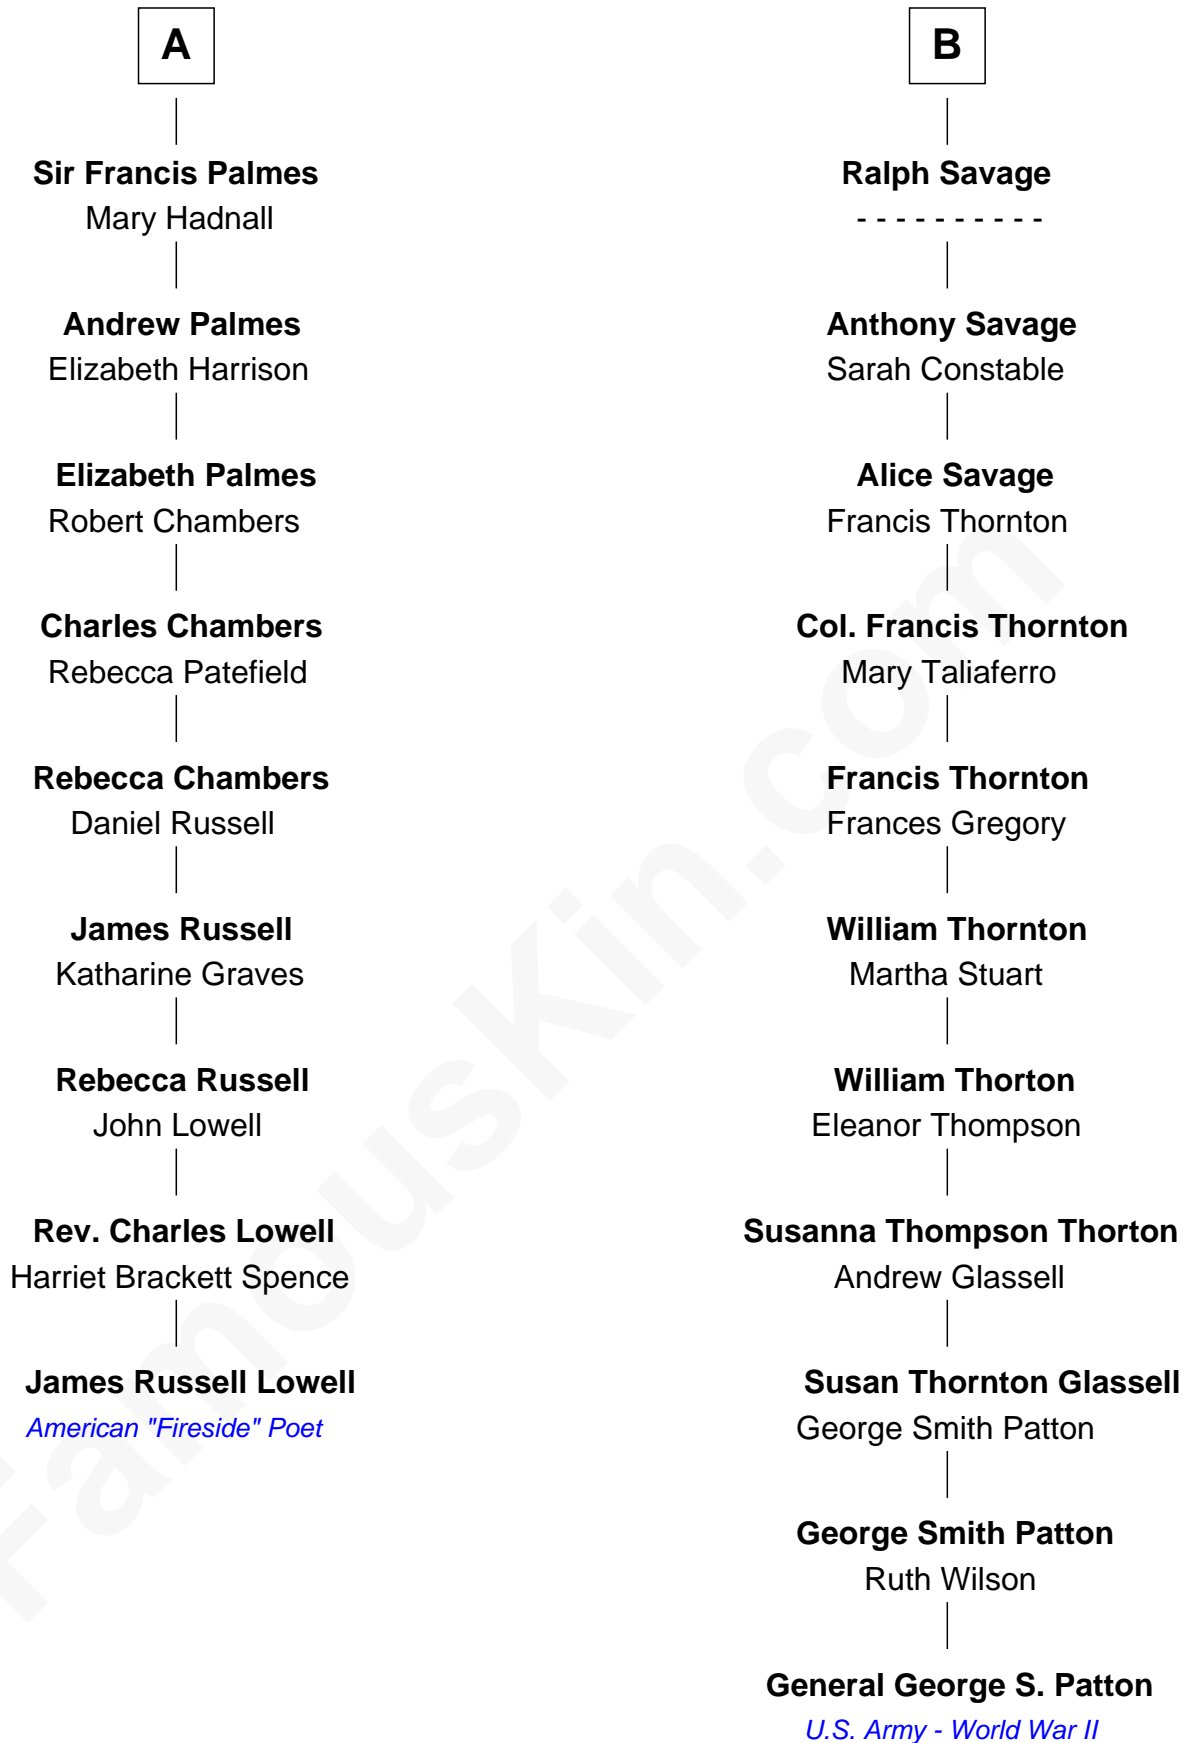 A
Sir Francis Palmes
Mary Hadnall
Andrew Palmes
Elizabeth Harrison
Elizabeth Palmes
Robert Chambers
Charles Chambers
Rebecca Patefield
Rebecca Chambers
Daniel Russell
James Russell
Katharine Graves
Rebecca Russell
John Lowell
Rev. Charles Lowell
Harriet Brackett Spence
James Russell Lowell
American "Fireside" Poet
B
Ralph Savage
- - - - - - - - - -
Anthony Savage
Sarah Constable
Alice Savage
Francis Thornton
Col. Francis Thornton
Mary Taliaferro
Francis Thornton
Frances Gregory
William Thornton
Martha Stuart
William Thorton
Eleanor Thompson
Susanna Thompson Thorton
Andrew Glassell
Susan Thornton Glassell
George Smith Patton
George Smith Patton
Ruth Wilson
General George S. Patton
U.S. Army - World War II
FamousKin.com